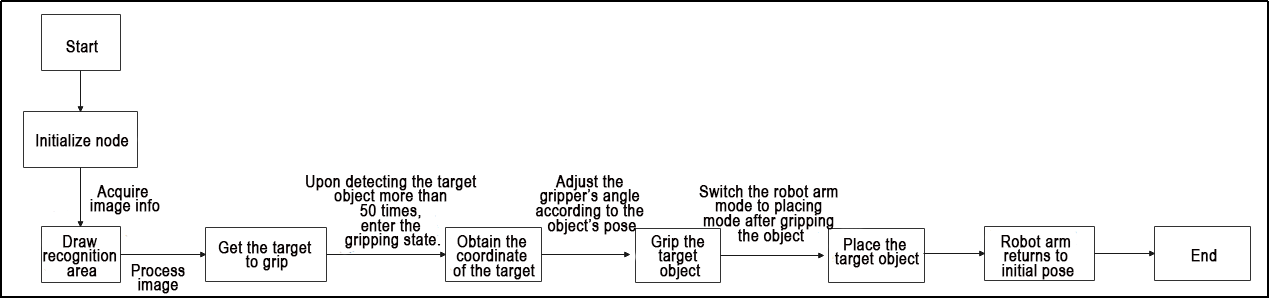 Start
Initialize node
Acquire
image info
Draw
recognition
area
Process
image
Get the target
to grip
Upon detecting the target
object more than
50 times,
enter the
gripping state.
Obtain the
coordinate
of the target
Adjust the
gripper's angle
according to the
object's pose
Grip the
target
object
Switch the robot arm
mode to placing
mode after gripping
the object
Place the
target object
Robot arm
returns to
initial pose
End